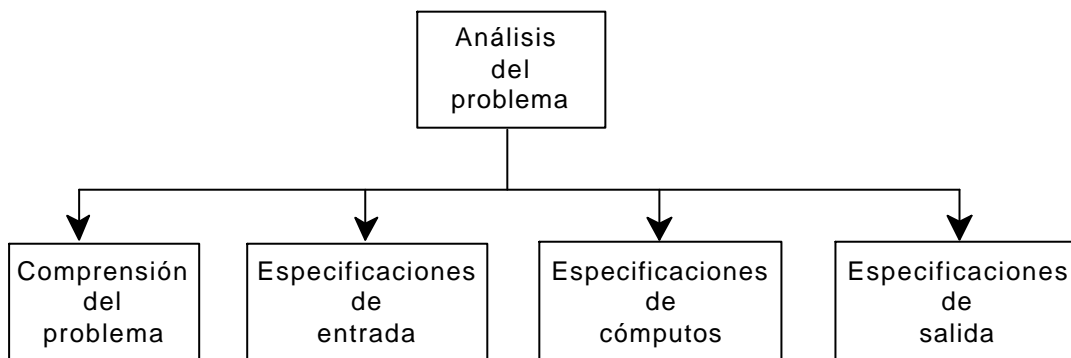 Análisis
del
problema
Comprensión
del
problema
Especificaciones
de
entrada
Especificaciones
de
cómputos
Especificaciones
de
salida